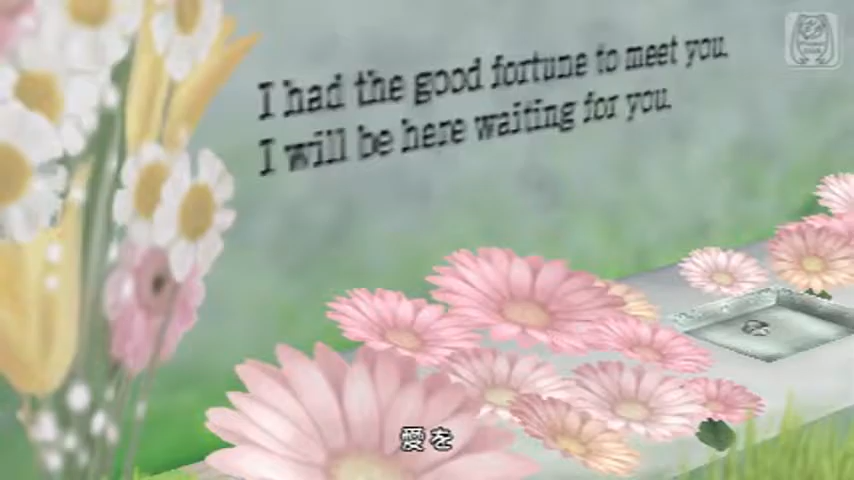 I had the good fortune to meet you.
I will be here waiting for you.
愛を